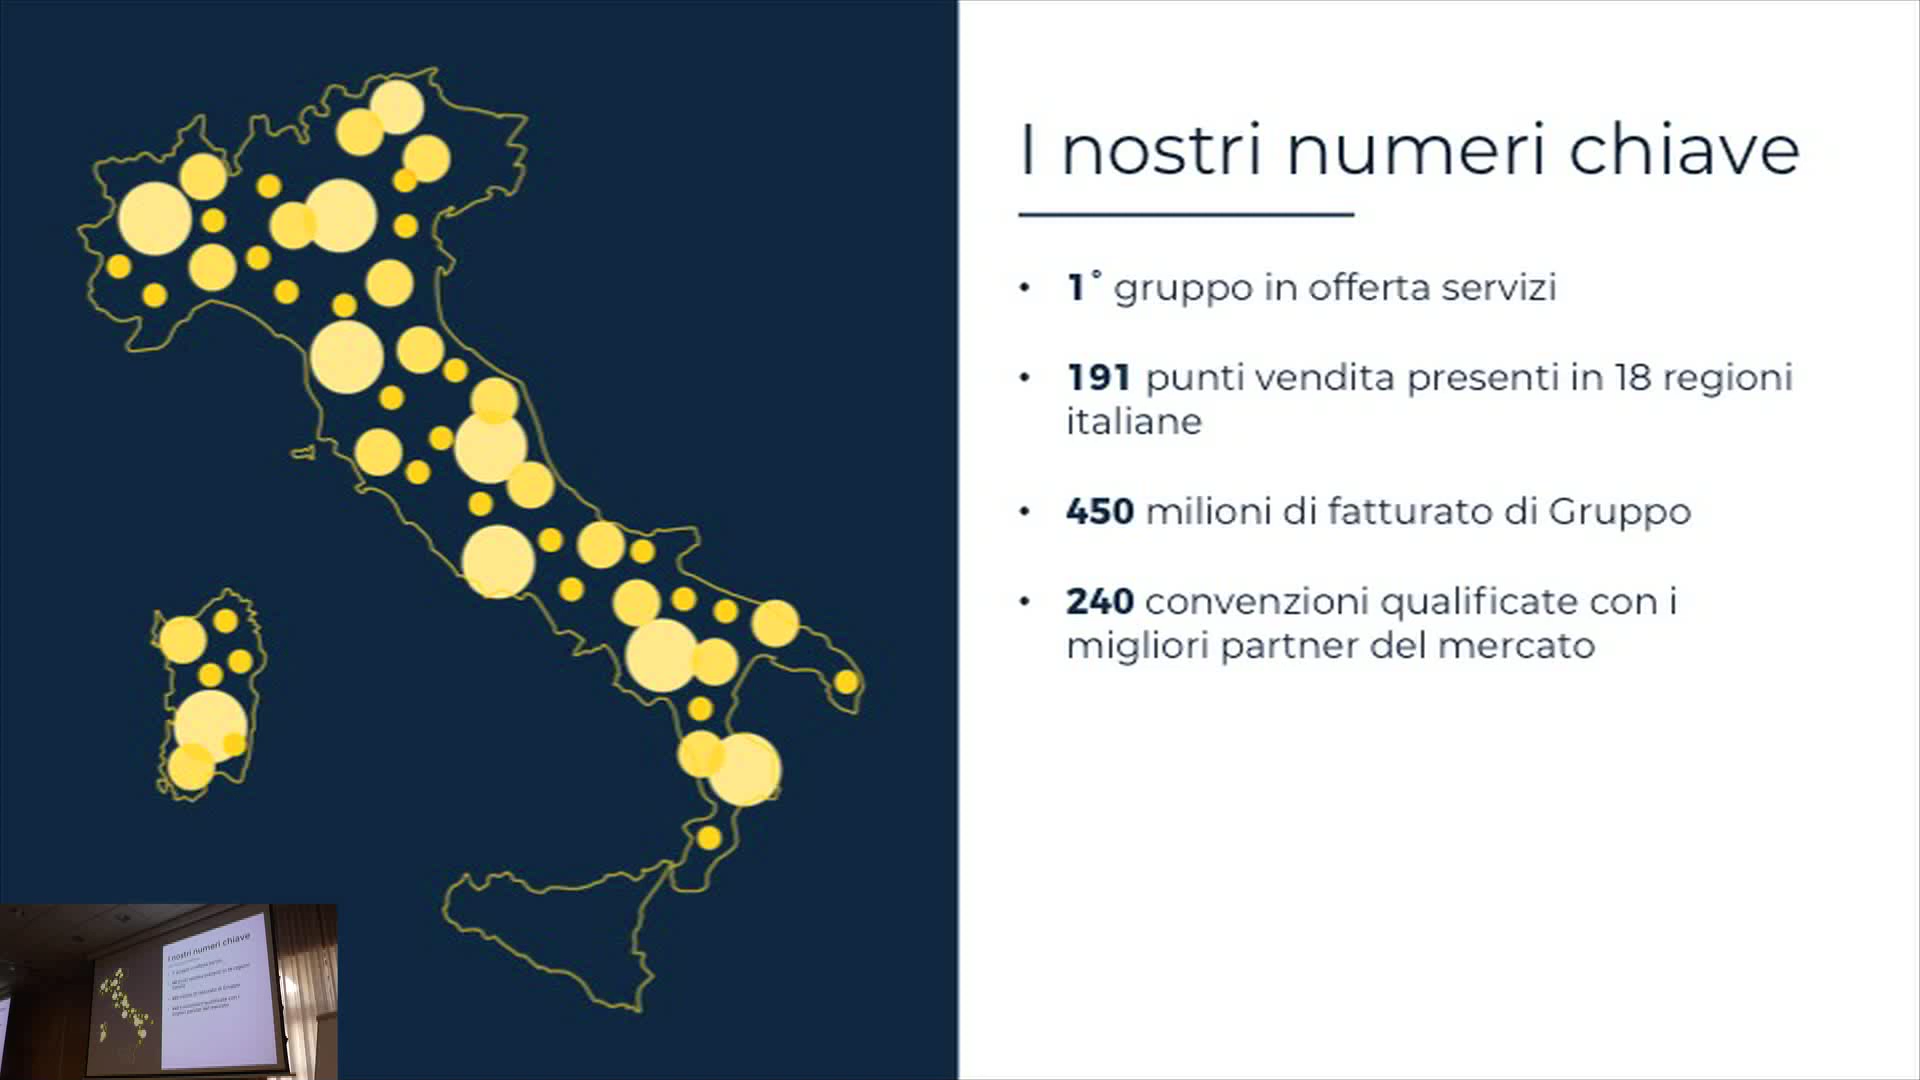 I nostri numeri chiave
• 1° gruppo in offerta servizi
• 191 punti vendita presenti in 18 regioni
italiane
• 450 milioni di fatturato di Gruppo
• 240 convenzioni qualificate con i
migliori partner del mercato
I nostri numeri chiave